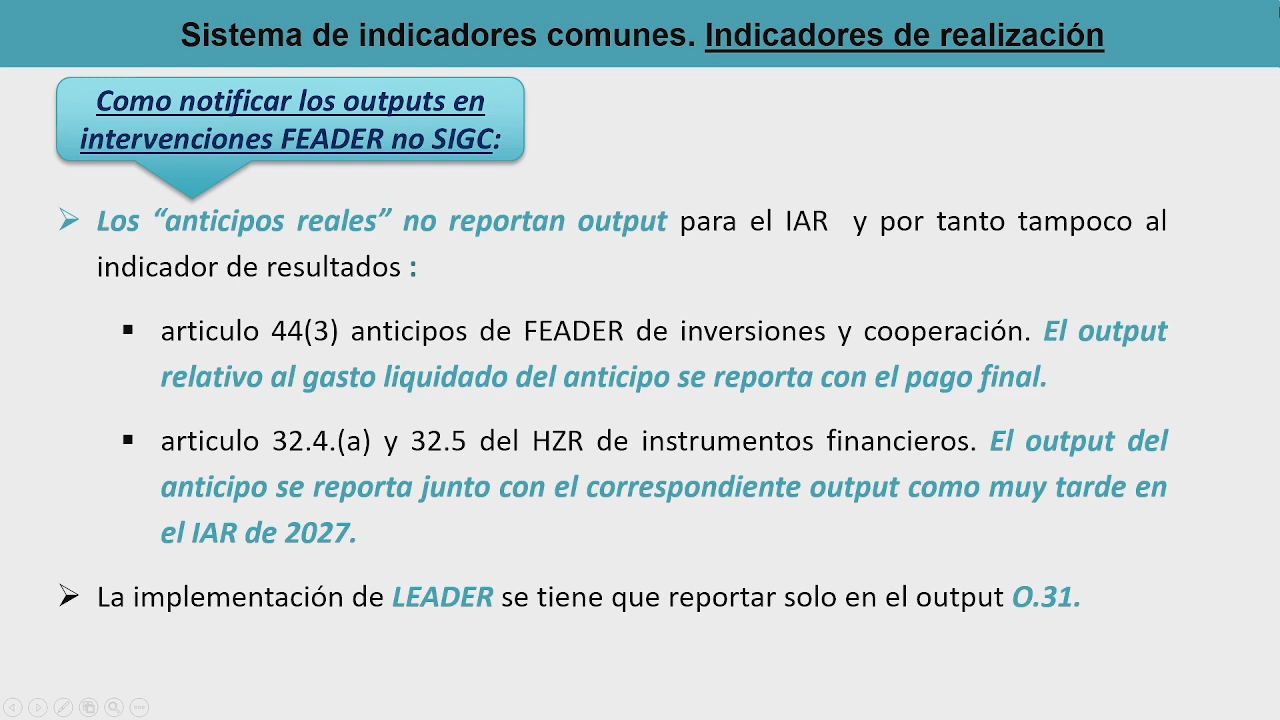 Sistema de indicadores comunes. Indicadores de realización
Como notificar los outputs en
intervenciones FEADER no SIGC:
Los “anticipos reales” no reportan output para el IAR y por tanto tampoco al
indicador de resultados :
articulo 44(3) anticipos de FEADER de inversiones y cooperación. El output
relativo al gasto liquidado del anticipo se reporta con el pago final.
articulo 32.4.(a) y 32.5 del HZR de instrumentos financieros. El output del
anticipo se reporta junto con el correspondiente output como muy tarde en
el IAR de 2027.
La implementación de LEADER se tiene que reportar solo en el output O.31.